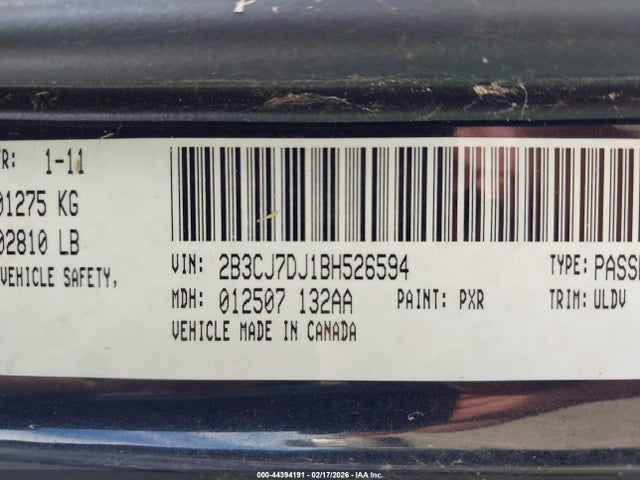 TR: 1-11
01275 KG
02810 LB
VEHICLE SAFETY,
VIN: 2B3CJ7DJ1BH526594 TYPE:
MDH: 012507 132AA PAINT: PXR TRIM: ULDV
VEHICLE MADE IN CANADA
000-44394191 - 02/17/2026 - IAA Inc.